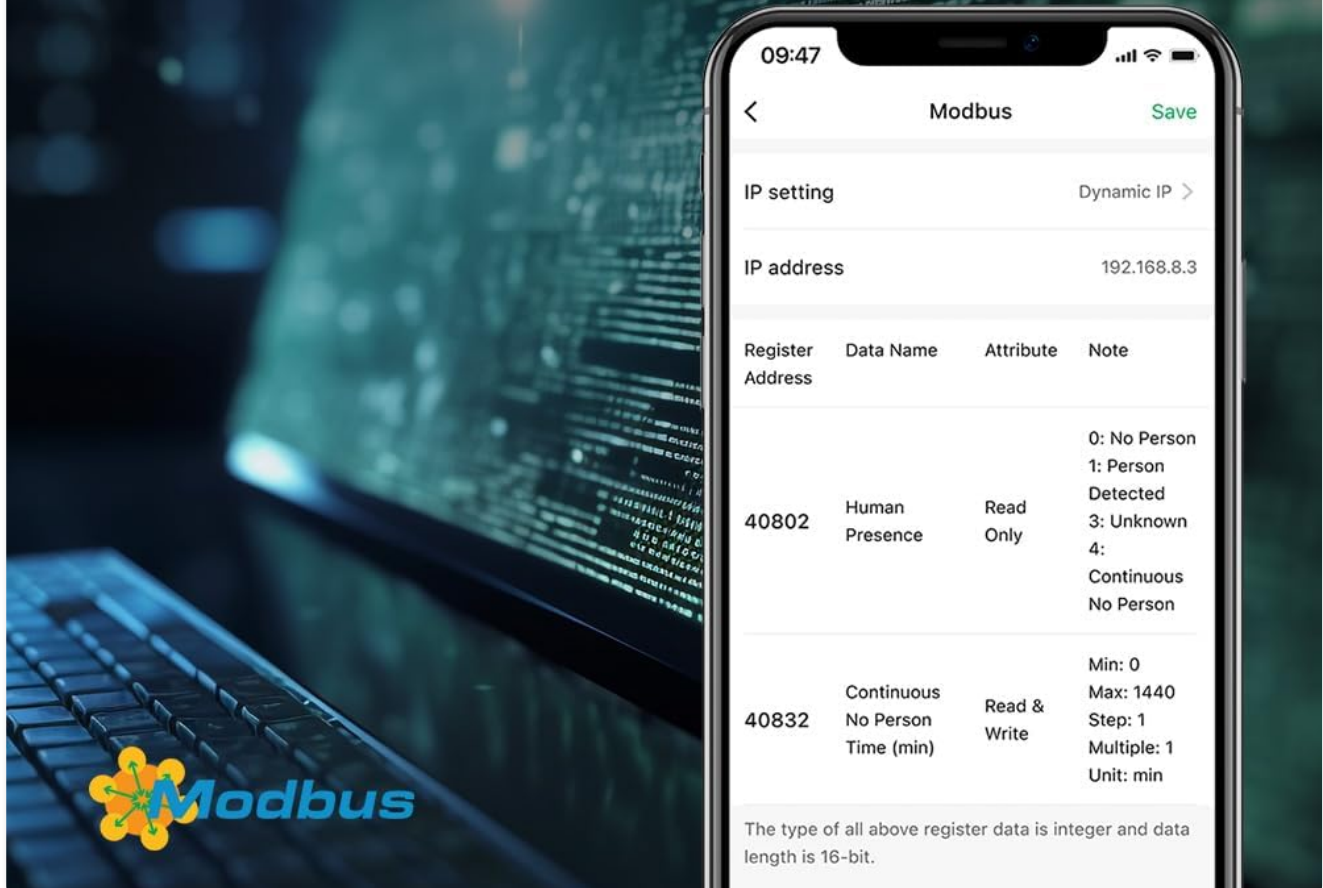 09:47
Modbus
Save
IP setting
Dynamic IP
IP address
192.168.8.3
Register
Address
Data Name
Attribute
Note
40802
Human
Presence
Read
Only
0: No Person
1: Person
Detected
3: Unknown
4:
Continuous
No Person
40832
Continuous
No Person
Time (min)
Read &
Write
Min: 0
Max: 1440
Step: 1
Multiple: 1
Unit: min
The type of all above register data is integer and data
length is 16-bit.
Modbus